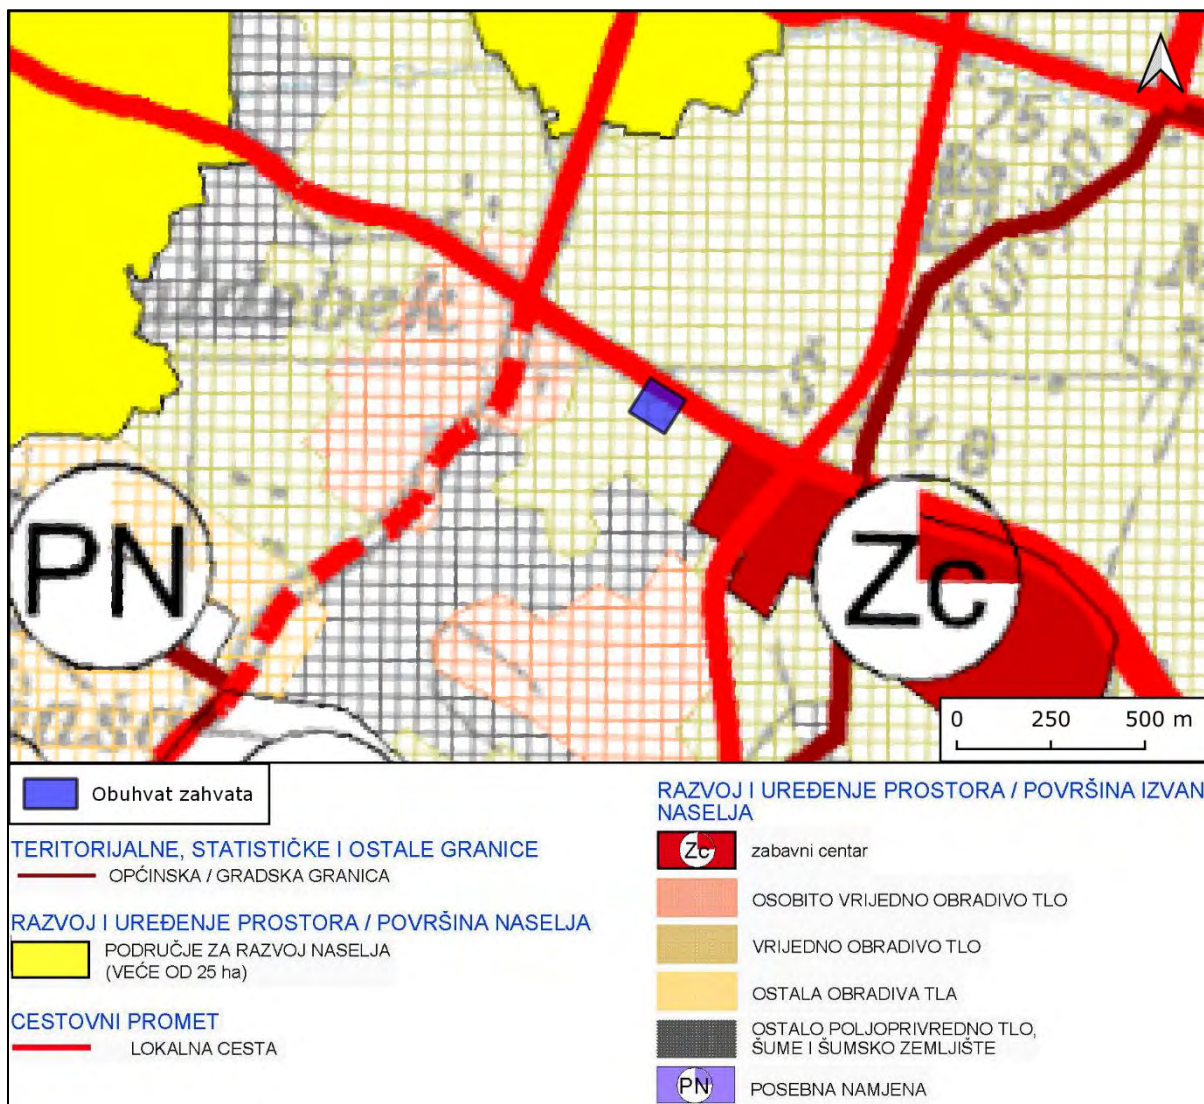 75
PN
Zc
0 250 500 m
Obuhvat zahvata
TERITORIJALNE, STATISTIČKE I OSTALE GRANICE
OPĆINSKA / GRADSKA GRANICA
RAZVOJ I UREĐENJE PROSTORA / POVRŠINA NASELJA
PODRUČJE ZA RAZVOJ NASELJA
(VEĆE OD 25 ha)
CESTOVNI PROMET
LOKALNA CESTA
RAZVOJ I UREĐENJE PROSTORA / POVRŠINA IZVAN
NASELJA
Zc zabavni centar
OSOBITO VRIJEDNO OBRADIVO TLO
VRIJEDNO OBRADIVO TLO
OSTALA OBRADIVA TLA
OSTALO POLJOPRIVREDNO TLO,
ŠUME I ŠUMSKO ZEMLJIŠTE
PN POSEBNA NAMJENA